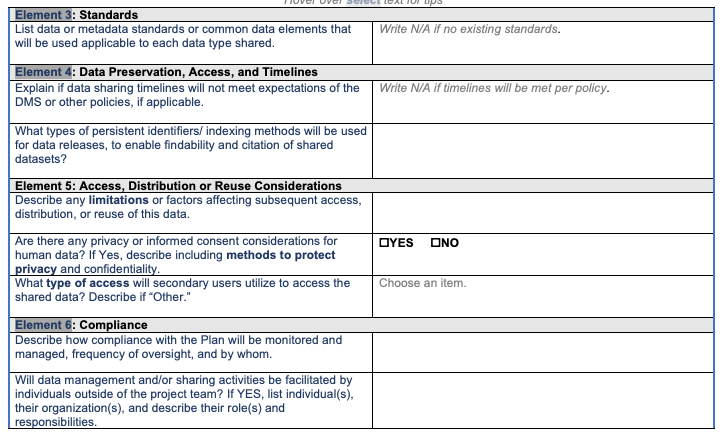 Hover over select text for tips
Element 3: Standards
List data or metadata standards or common data elements that
will be used applicable to each data type shared.
Write N/A if no existing standards.
Element 4: Data Preservation, Access, and Timelines
Explain if data sharing timelines will not meet expectations of the
DMS or other policies, if applicable.
Write N/A if timelines will be met per policy.
What types of persistent identifiers/ indexing methods will be used
for data releases, to enable findability and citation of shared
datasets?
Element 5: Access, Distribution or Reuse Considerations
Describe any limitations or factors affecting subsequent access,
distribution, or reuse of this data.
Are there any privacy or informed consent considerations for
human data? If Yes, describe including methods to protect
privacy and confidentiality.
☐YES ☐NO
What type of access will secondary users utilize to access the
shared data? Describe if “Other.”
Choose an item.
Element 6: Compliance
Describe how compliance with the Plan will be monitored and
managed, frequency of oversight, and by whom.
Will data management and/or sharing activities be facilitated by
individuals outside of the project team? If YES, list individual(s),
their organization(s), and describe their role(s) and
responsibilities.